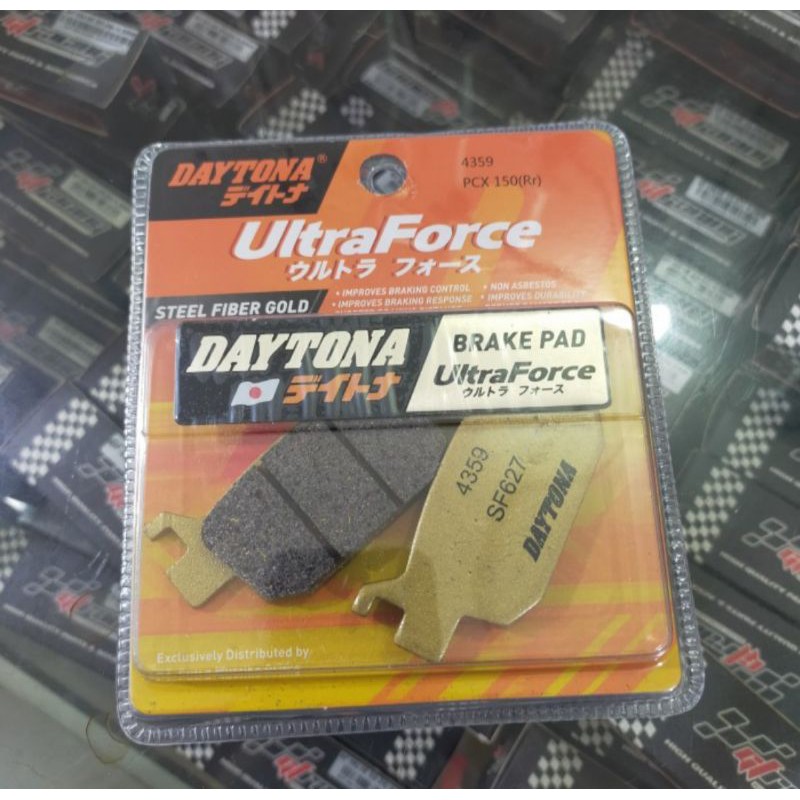 DAYTONA®
デイトナ
4359
PCX 150(Rr)
UltraForce
ウルトラ フォース
STEEL FIBER GOLD
• IMPROVES BRAKING CONTROL
• IMPROVES BRAKING RESPONSE
• NON ASBESTOS
• IMPROVES DURABILITY
DAYTONA
デイトナ
BRAKE PAD
UltraForce
ウルトラ フォース
4359
SF627
DAYTONA
Exclusively Distributed by